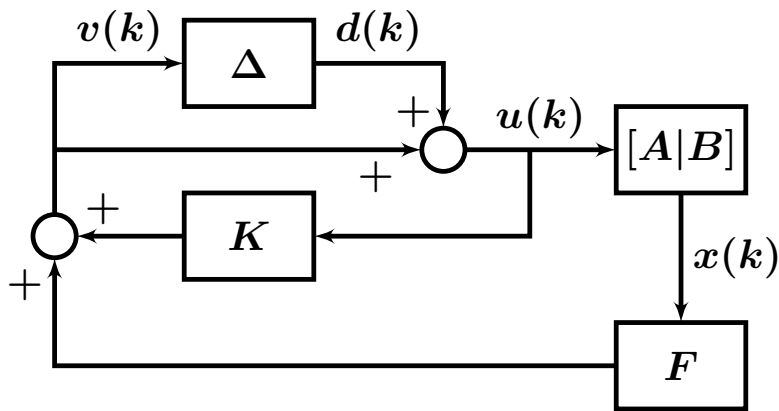 v(k) Δ d(k)
+
u(k) [A|B]
+
+ K
x(k)
+
F